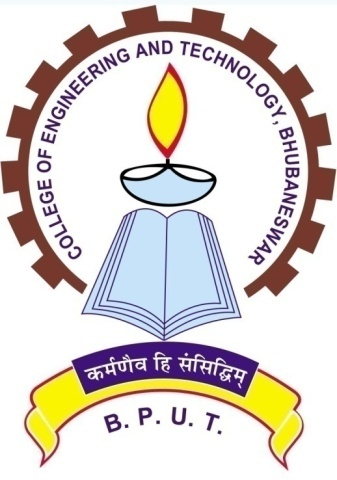 COLLEGE OF ENGINEERING AND TECHNOLOGY, BHUBANESWAR
कर्मणैव हि संसिद्धिम्
B. P. U. T.